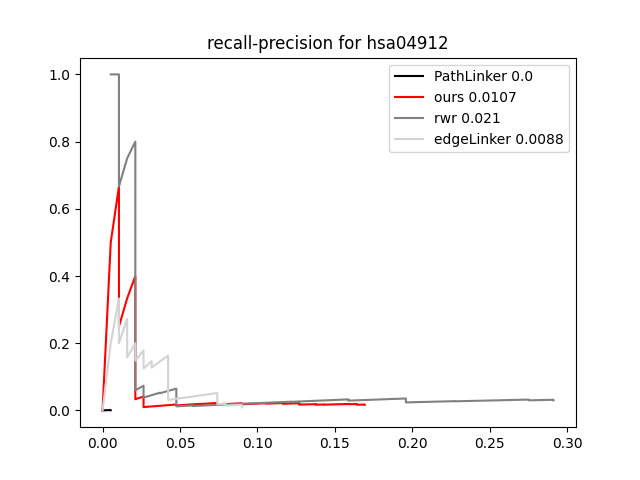 recall-precision for hsa04912
PathLinker 0.0
ours 0.0107
rwr 0.021
edgeLinker 0.0088
1.0
0.8
0.6
0.4
0.2
0.0
0.00 0.05 0.10 0.15 0.20 0.25 0.30